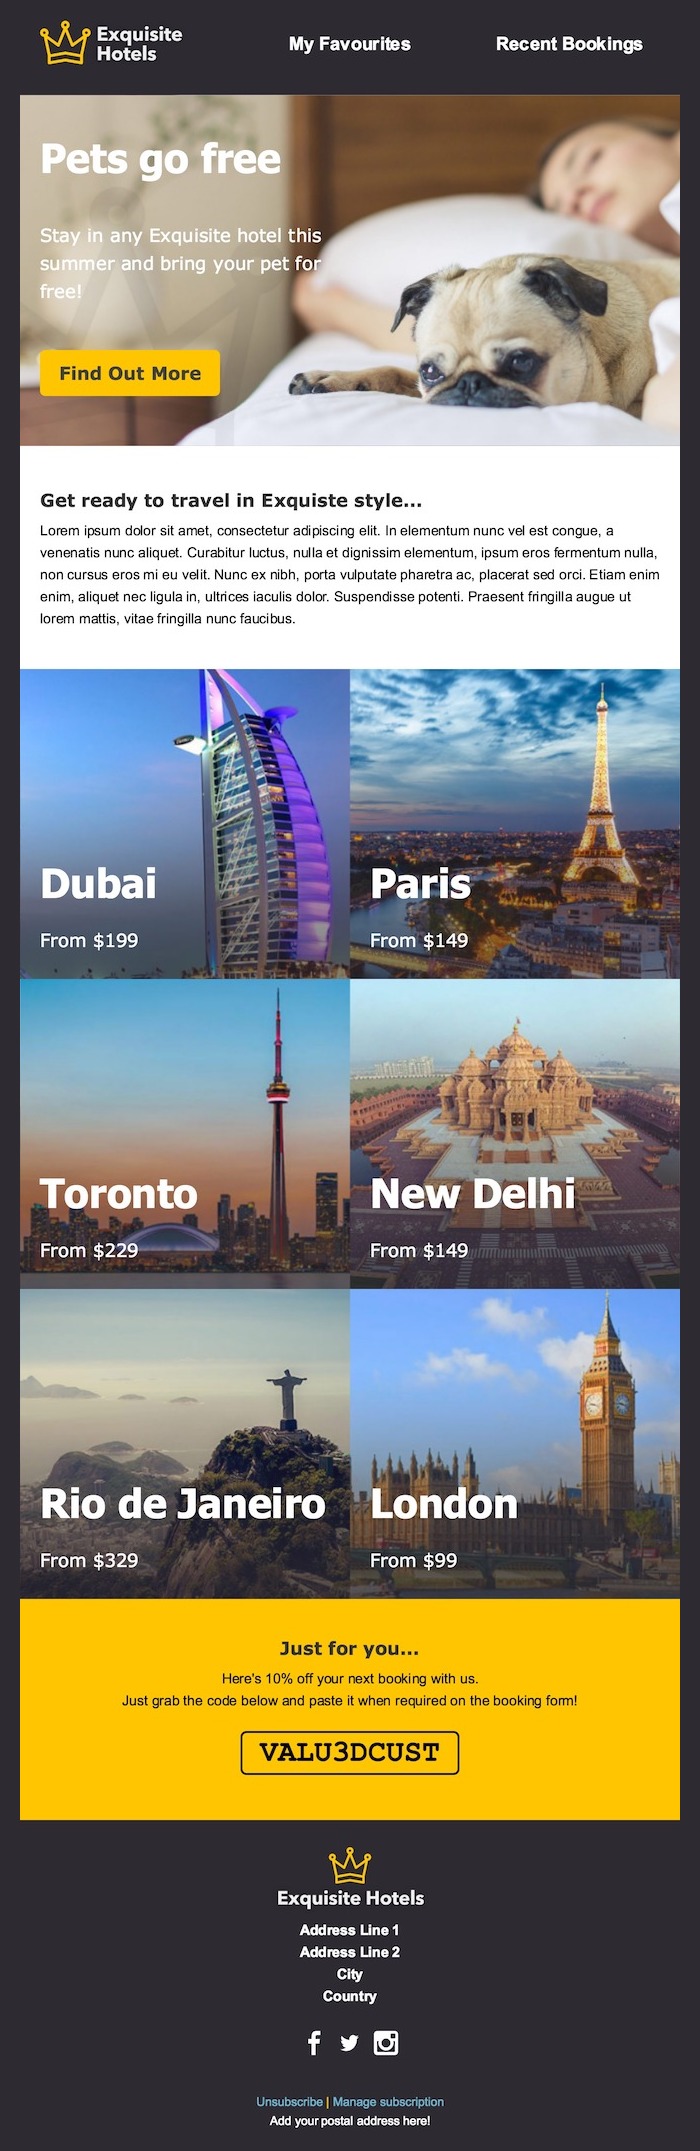 Exquisite
Hotels
My Favourites
Recent Bookings
Pets go free
Stay in any Exquisite hotel this
summer and bring your pet for
free!
Find Out More
Get ready to travel in Exquiste style...
Lorem ipsum dolor sit amet, consectetur adipiscing elit. In elementum nunc vel est congue, a
venenatis nunc aliquet. Curabitur luctus, nulla et dignissim elementum, ipsum eros fermentum nulla,
non cursus eros mi eu velit. Nunc ex nibh, porta vulputate pharetra ac, placerat sed orci. Etiam enim
enim, aliquet nec ligula in, ultrices iaculis dolor. Suspendisse potenti. Praesent fringilla augue ut
lorem mattis, vitae fringilla nunc faucibus.
Dubai
From $199
Paris
From $149
Toronto
From $229
New Delhi
From $149
Rio de Janeiro
From $329
London
From $99
Just for you...
Here's 10% off your next booking with us.
Just grab the code below and paste it when required on the booking form!
VALU3DCUST
Exquisite Hotels
Address Line 1
Address Line 2
City
Country
Unsubscribe | Manage subscription
Add your postal address here!